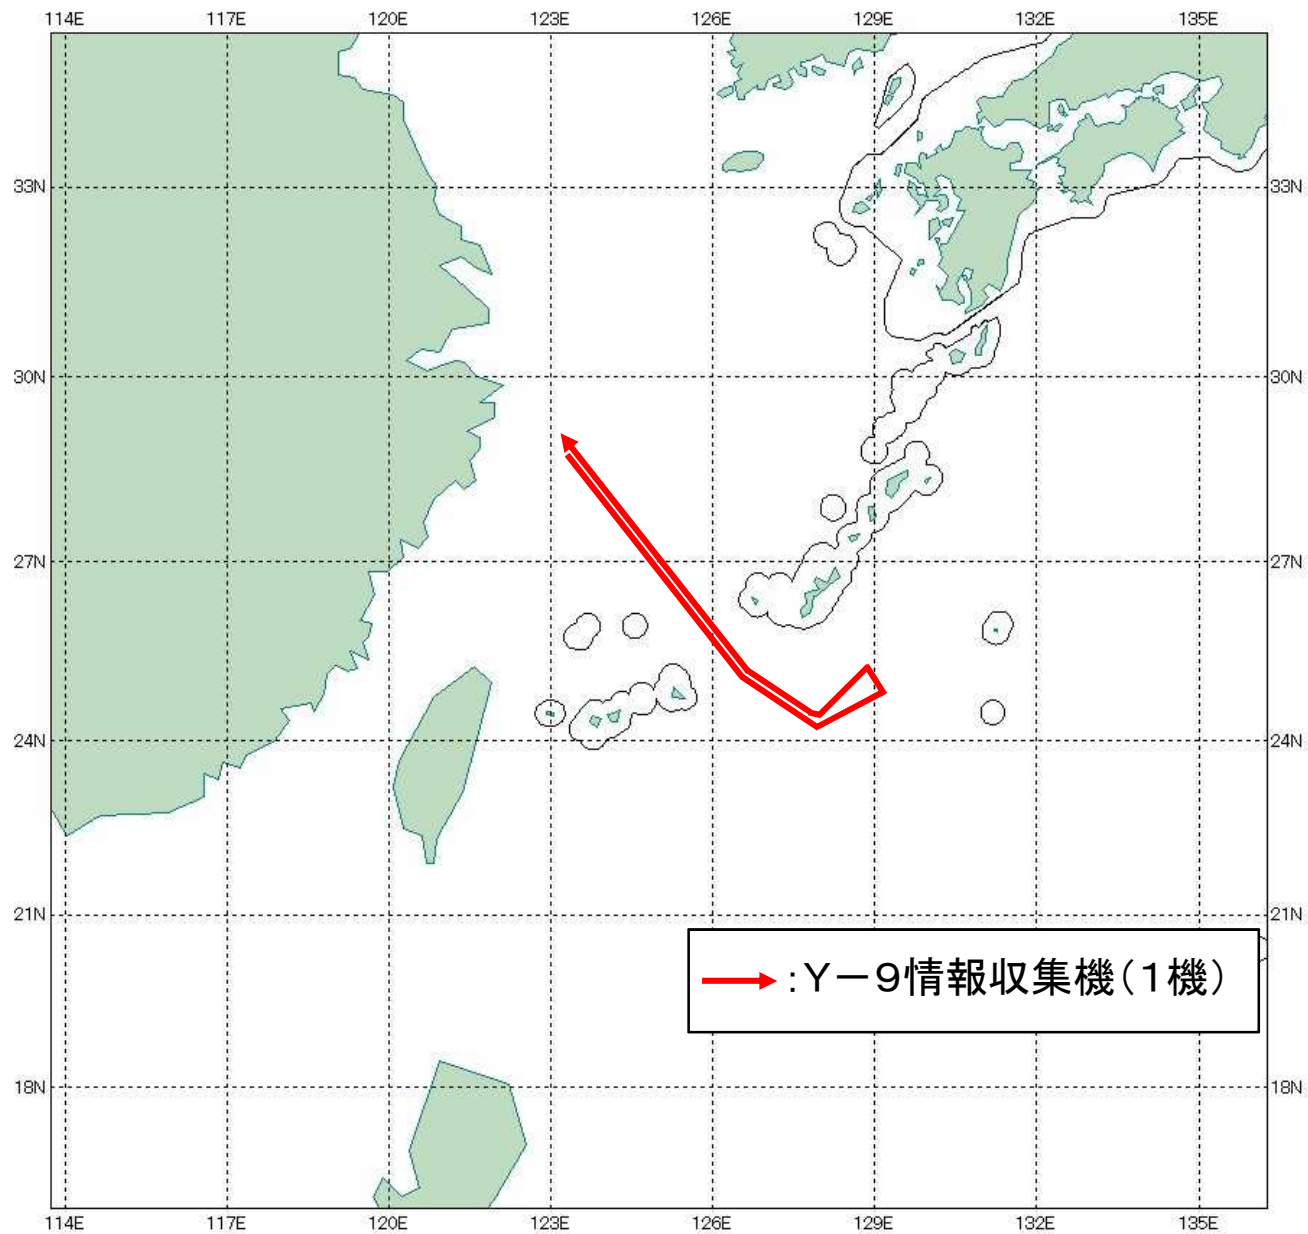 114E 117E 120E 123E 126E 129E 132E 135E
33N 33N
30N 30N
27N 27N
24N 24N
21N 21N
:Y－9情報収集機(1機)
18N 18N
114E 117E 120E 123E 126E 129E 132E 135E